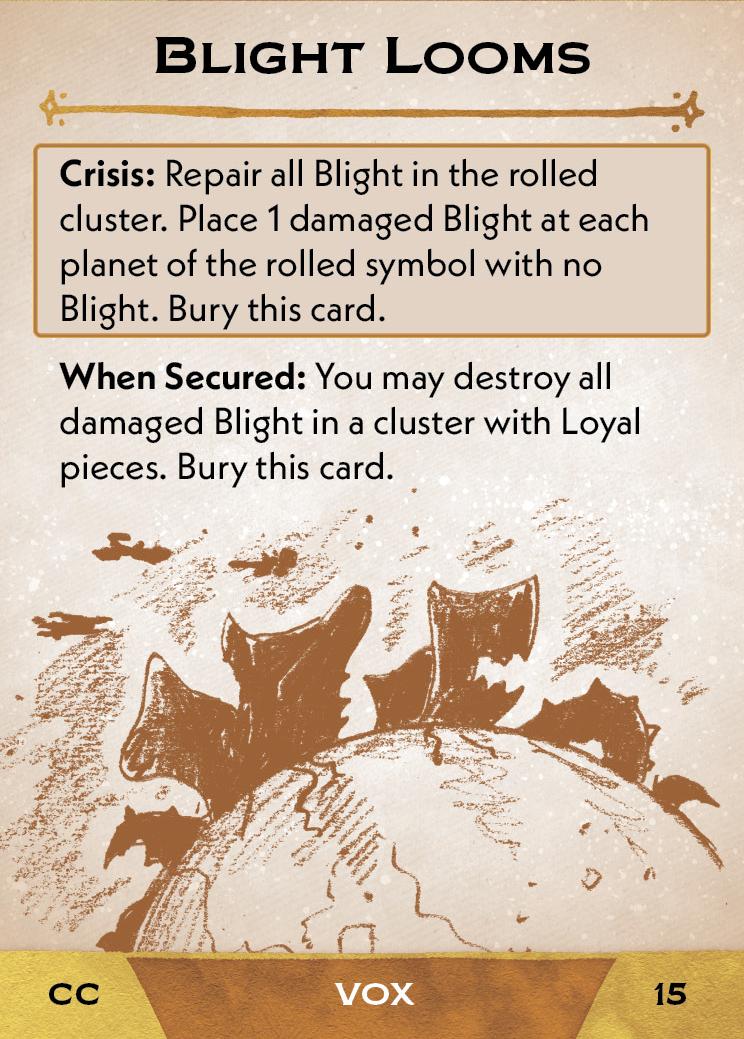 Blight Looms
Crisis: Repair all Blight in the rolled
cluster. Place 1 damaged Blight at each
planet of the rolled symbol with no
Blight. Bury this card.
When Secured: You may destroy all
damaged Blight in a cluster with Loyal
pieces. Bury this card.
CC VOX 15